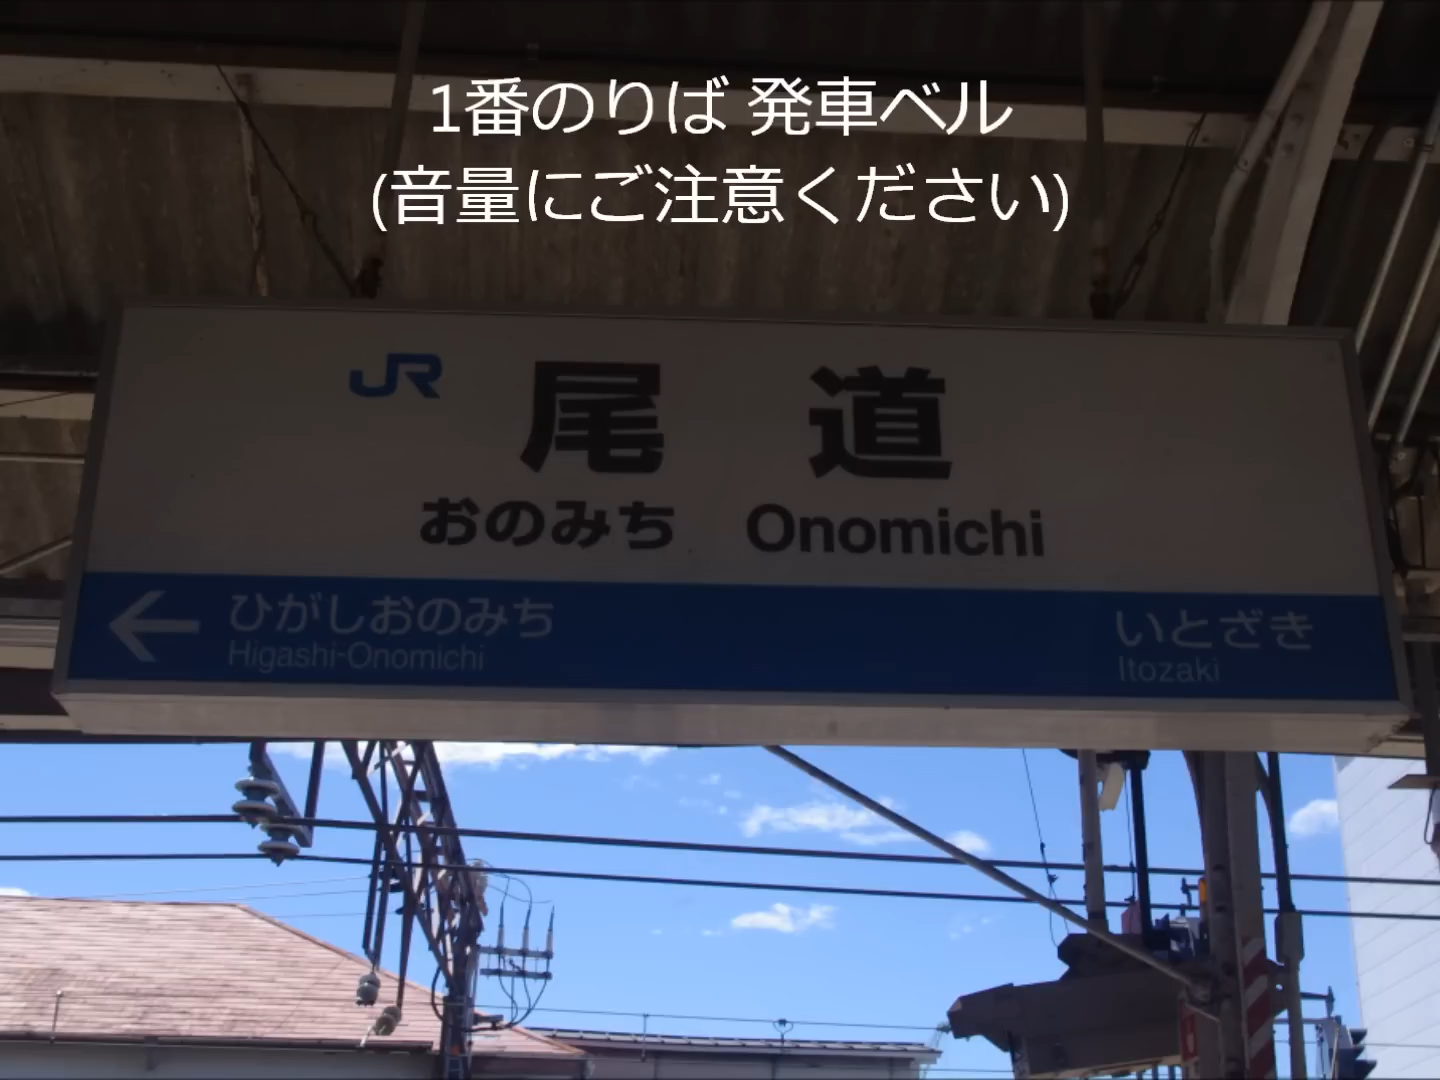 1番のりば 発車ベル
(音量にご注意ください)
JR 尾道
おのみち Onomichi
ひがしおのみち いとざき
Higashi-Onomichi Itozaki